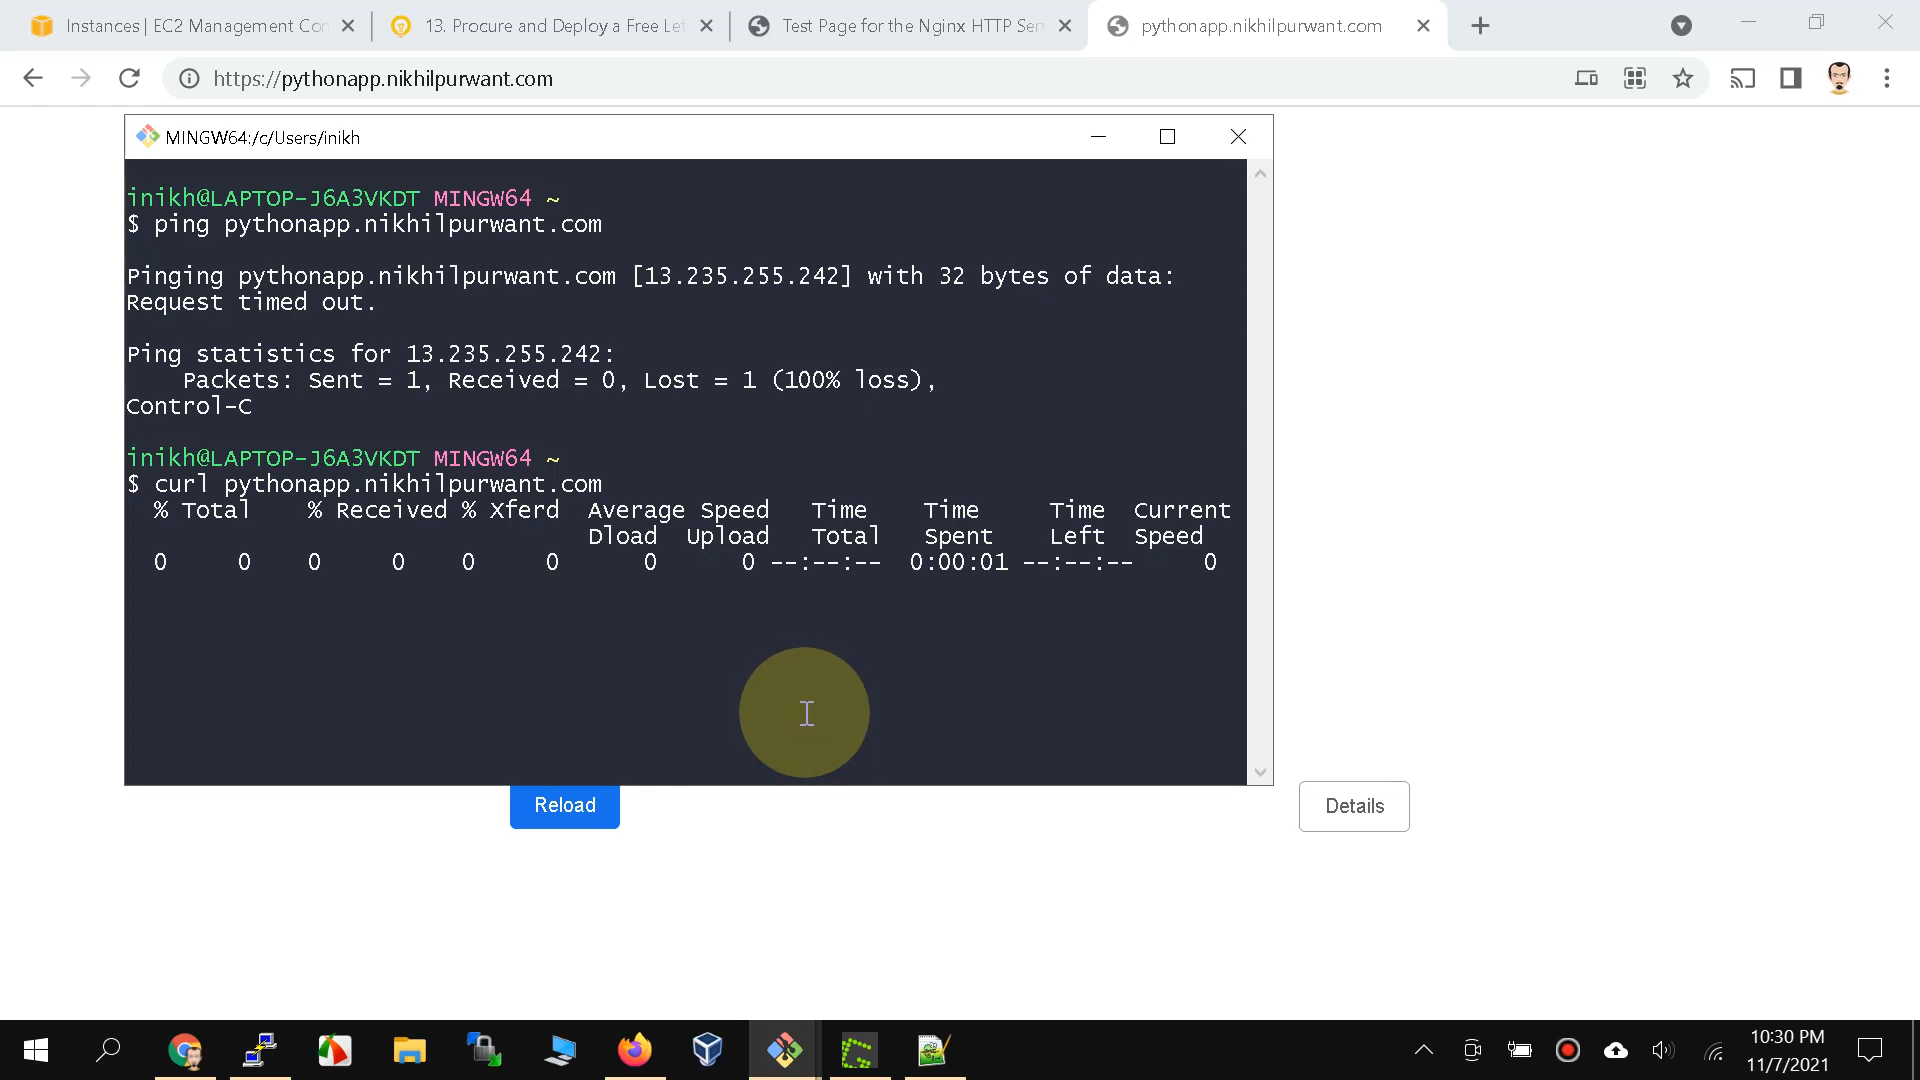 Instances | EC2 Management Con
13. Procure and Deploy a Free Let
Test Page for the Nginx HTTP Serv
pythonapp.nikhilpurwant.com
https://pythonapp.nikhilpurwant.com
MINGW64:/c/Users/inikh
inikh@LAPTOP-J6A3VKDT MINGW64 ~
$ ping pythonapp.nikhilpurwant.com
Pinging pythonapp.nikhilpurwant.com [13.235.255.242] with 32 bytes of data:
Request timed out.
Ping statistics for 13.235.255.242:
Packets: Sent = 1, Received = 0, Lost = 1 (100% loss),
Control-C
inikh@LAPTOP-J6A3VKDT MINGW64 ~
$ curl pythonapp.nikhilpurwant.com
% Total % Received % Xferd Average Speed Time Time Time Current
Dload Upload Total Spent Left Speed
0 0 0 0 0 0 0 0 --:--:-- 0:00:01 --:--:-- 0
Reload
Details
10:30 PM
11/7/2021